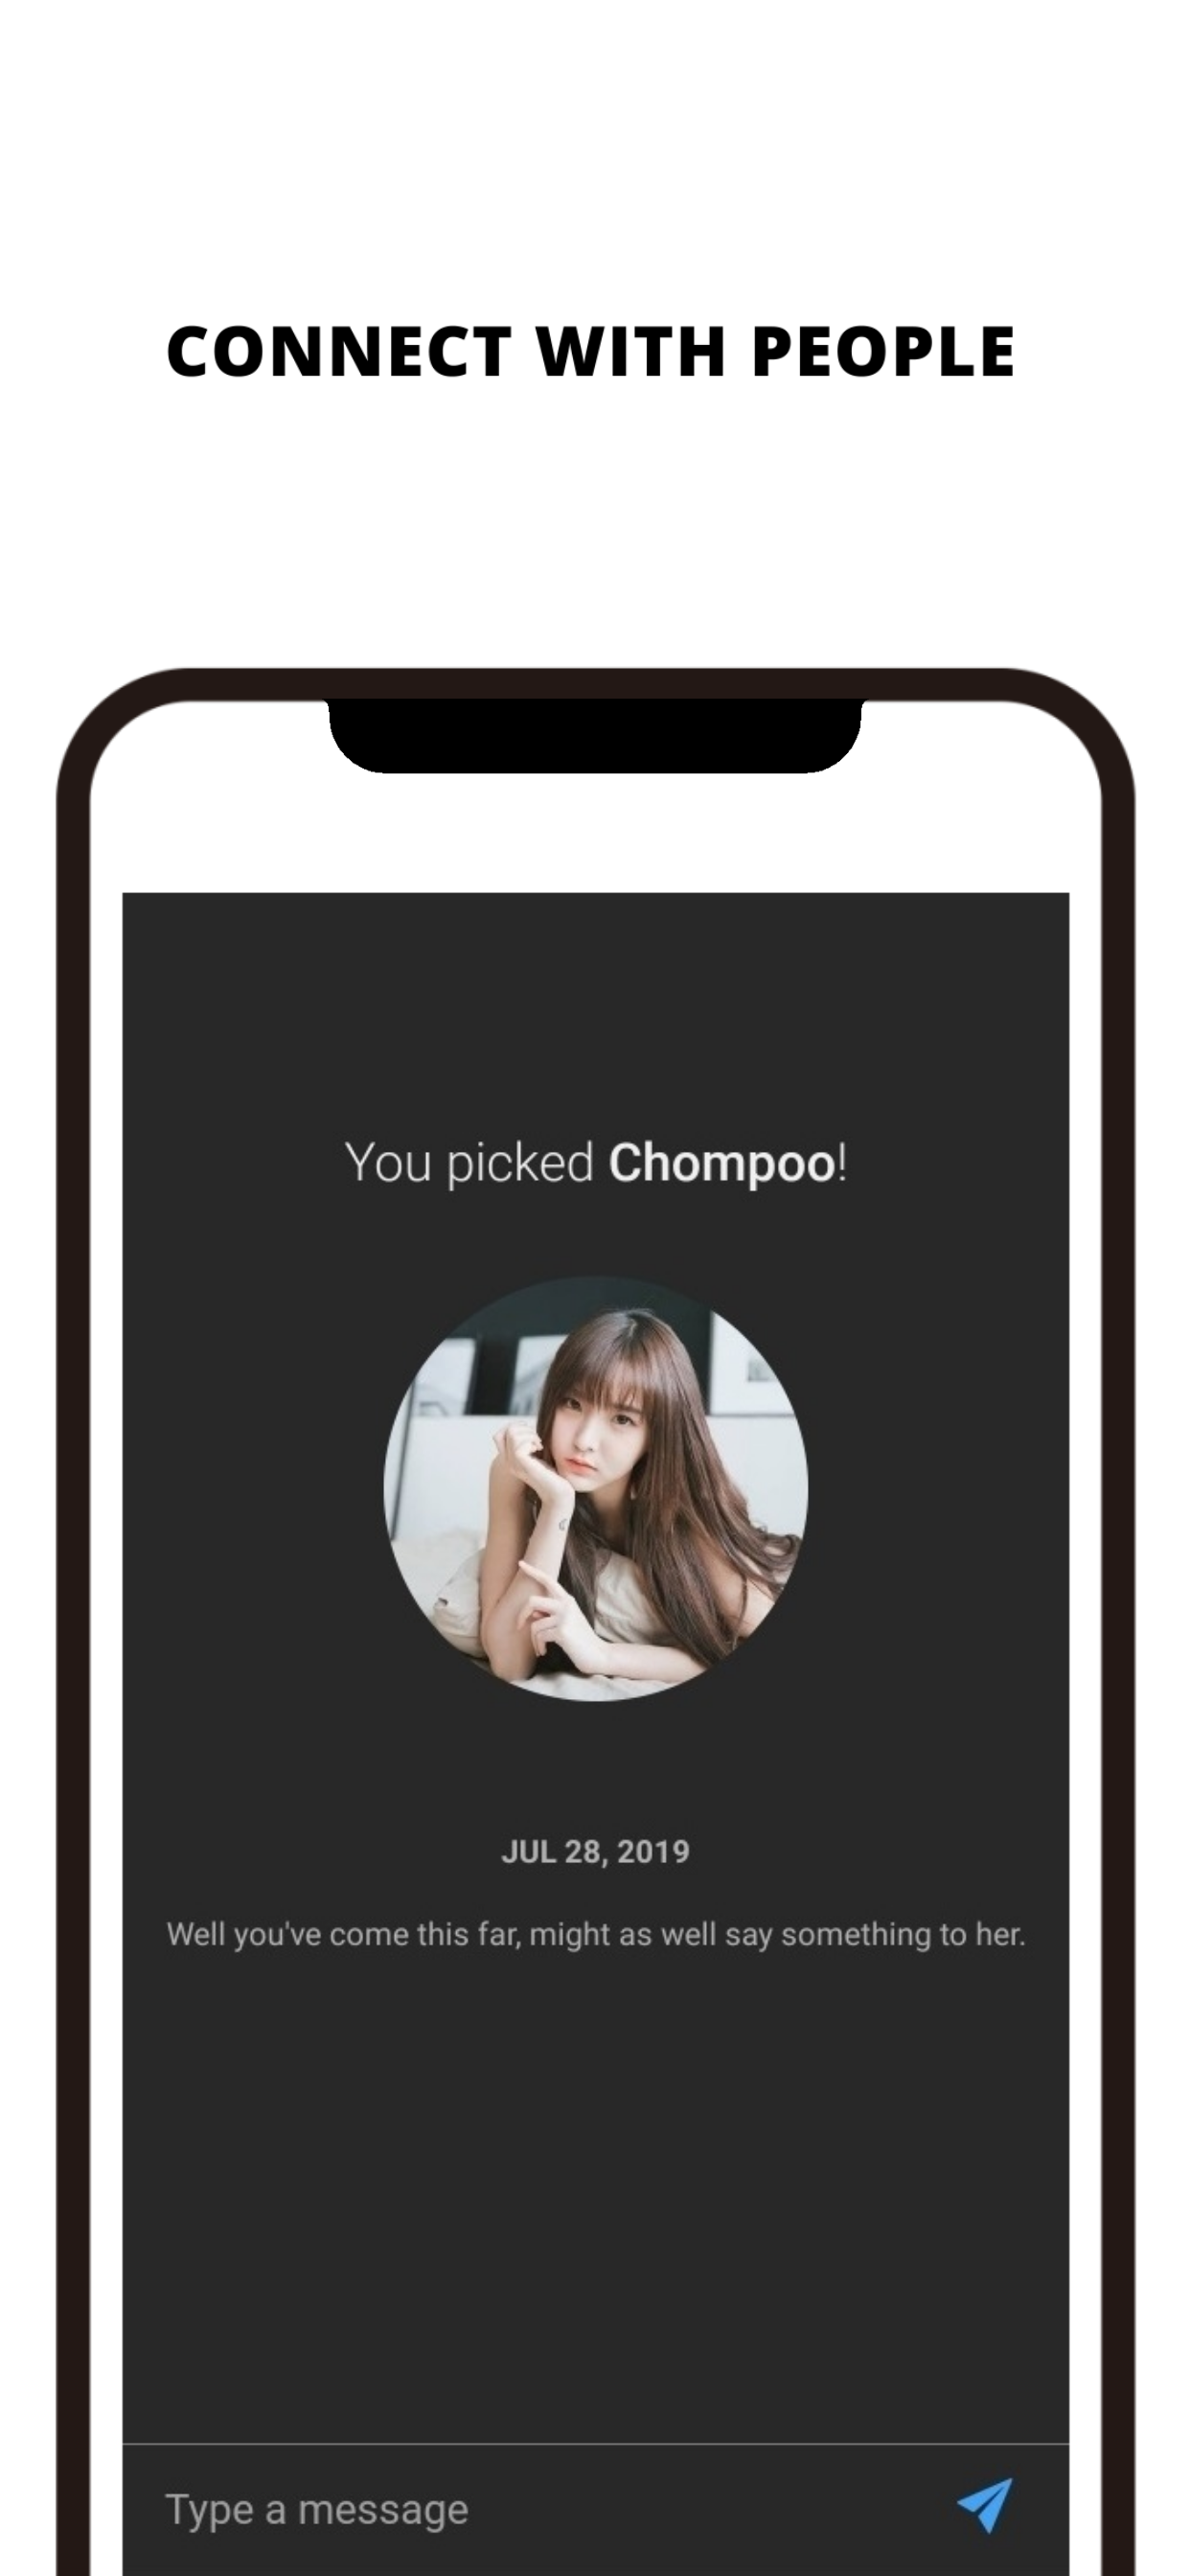 CONNECT WITH PEOPLE
You picked Chompoo!
JUL 28, 2019
Well you've come this far, might as well say something to her.
Type a message